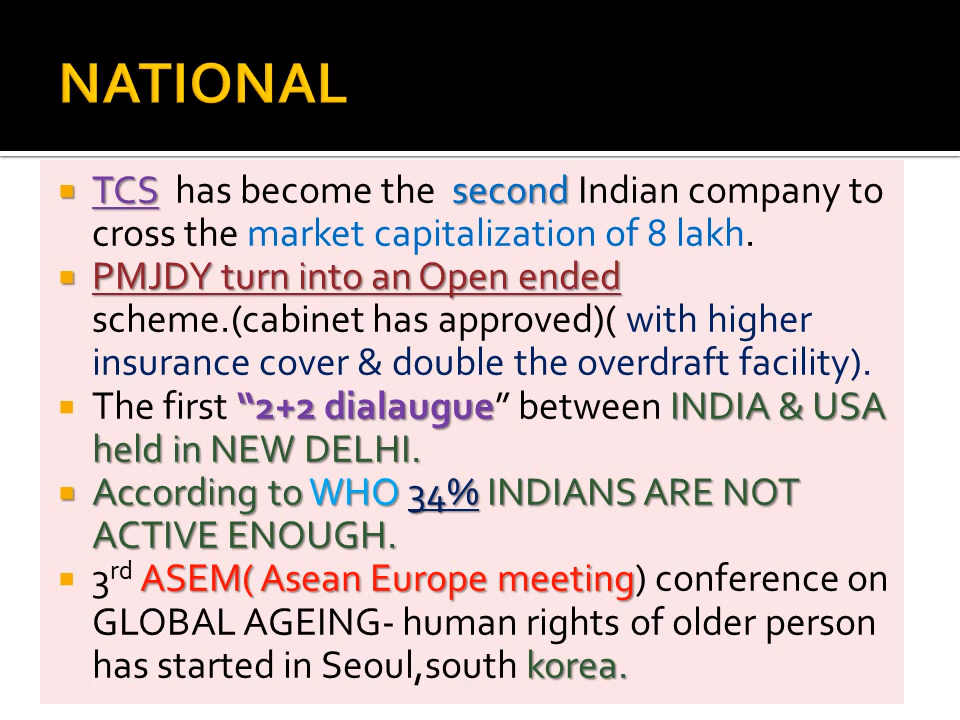 NATIONAL
TCS has become the second Indian company to
cross the market capitalization of 8 lakh.
PMJDY turn into an Open ended
scheme.(cabinet has approved)( with higher
insurance cover & double the overdraft facility).
The first “2+2 dialaugue” between INDIA & USA
held in NEW DELHI.
According to WHO 34% INDIANS ARE NOT
ACTIVE ENOUGH.
3rd ASEM( Asean Europe meeting) conference on
GLOBAL AGEING- human rights of older person
has started in Seoul,south korea.